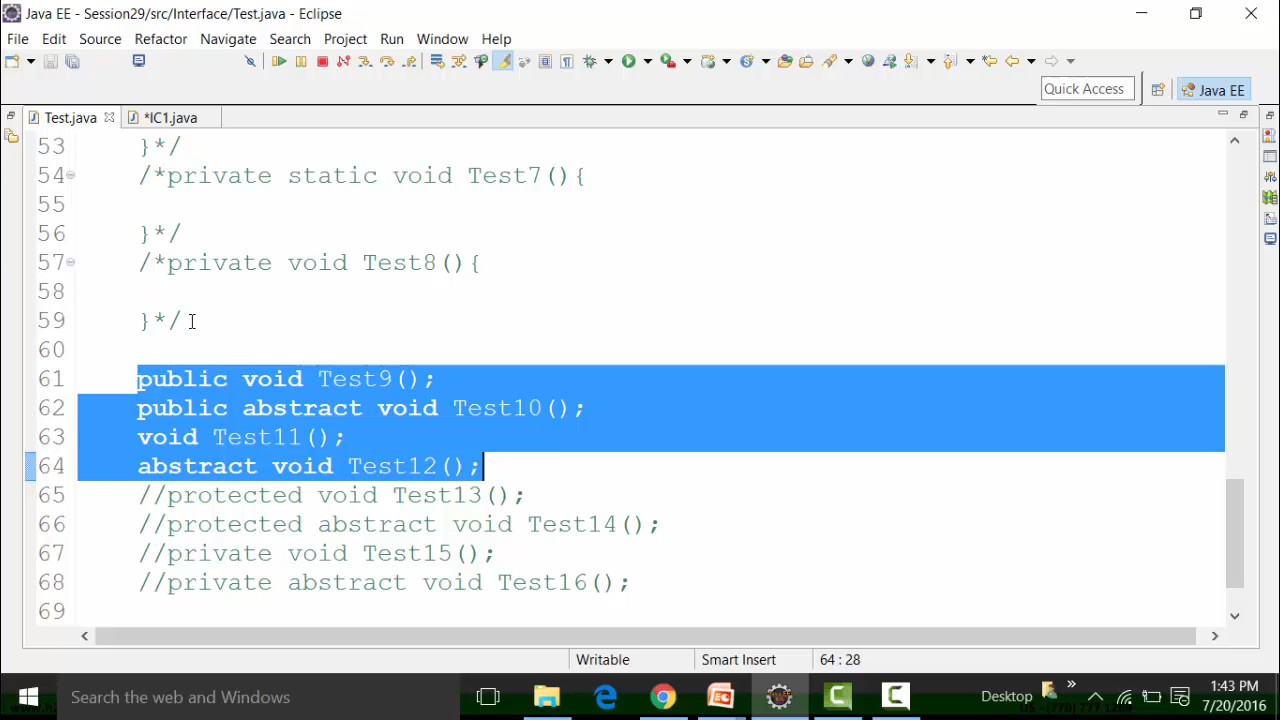 Java EE - Session29/src/Interface/Test.java - Eclipse
File Edit Source Refactor Navigate Search Project Run Window Help
Quick Access
Java EE
Test.java
*IC1.java
53 }*/
54 /*private static void Test7(){
55
56 }*/
57 /*private void Test8(){
58
59 }*/
60
61 public void Test9();
62 public abstract void Test10();
63 void Test11();
64 abstract void Test12();
65 //protected void Test13();
66 //protected abstract void Test14();
67 //private void Test15();
68 //private abstract void Test16();
69
Writable Smart Insert 64 : 28
Search the web and Windows
Desktop
1:43 PM
7/20/2016